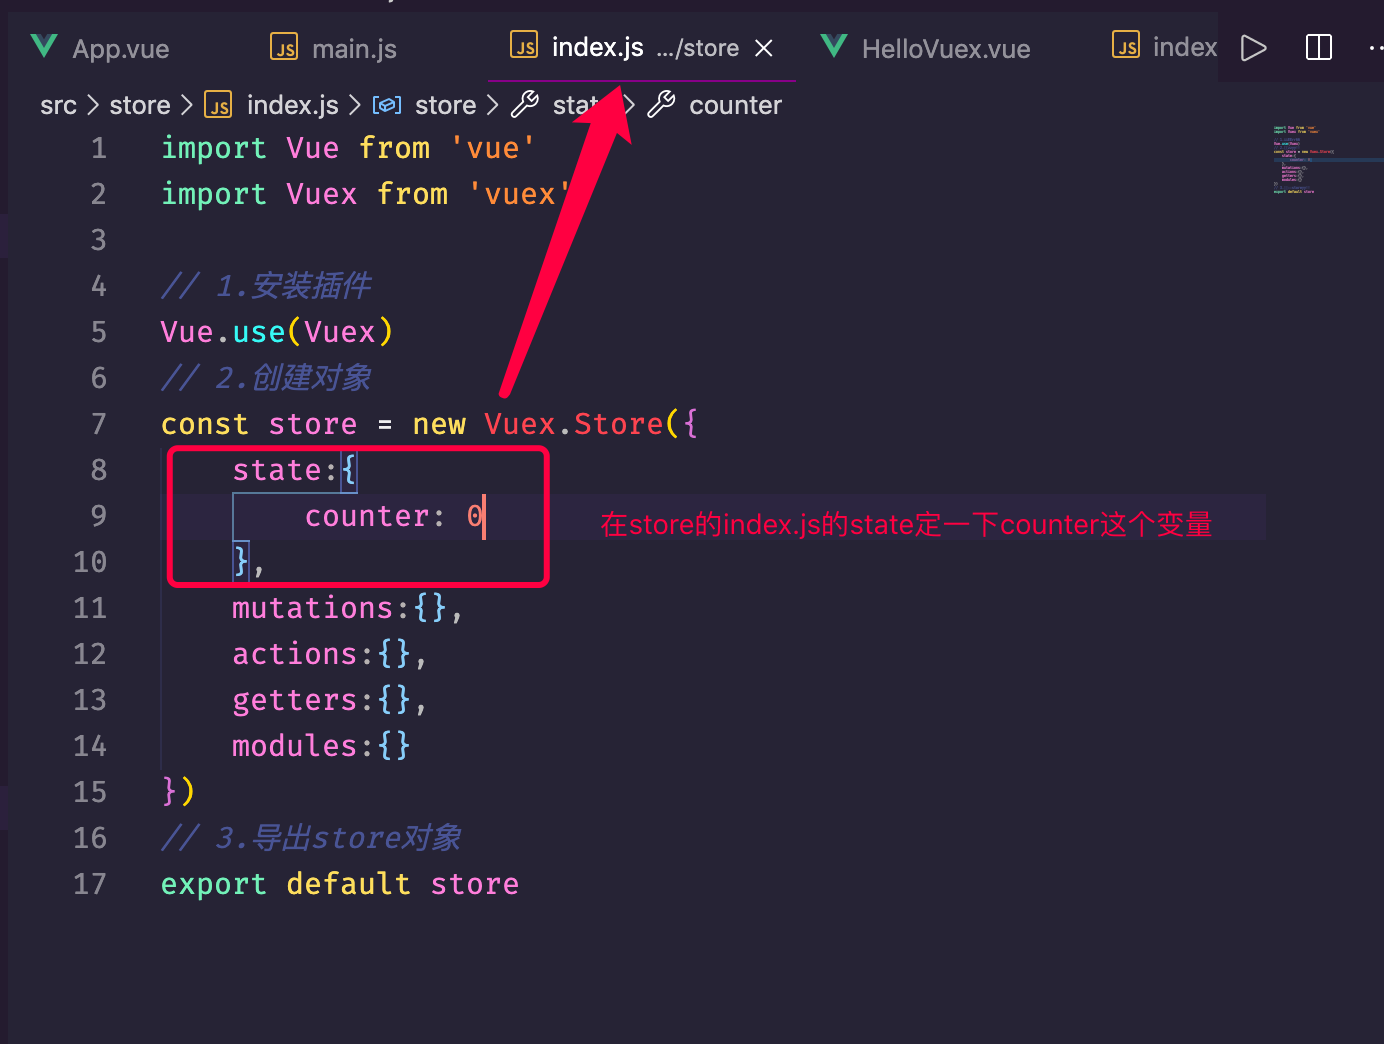 App.vue
JS main.js
JS index.js .../store
HelloVuex.vue
JS index
src > store > JS index.js > store > stat > counter
1 import Vue from 'vue'
2 import Vuex from 'vuex'
3
4 // 1.安装插件
5 Vue.use(Vuex)
6 // 2.创建对象
7 const store = new Vuex.Store({
8 state:{
9 counter: 0
在store的index.js的state定一下counter这个变量
10 },
11 mutations:{},
12 actions:{},
13 getters:{},
14 modules:{}
15 })
16 // 3.导出store对象
17 export default store